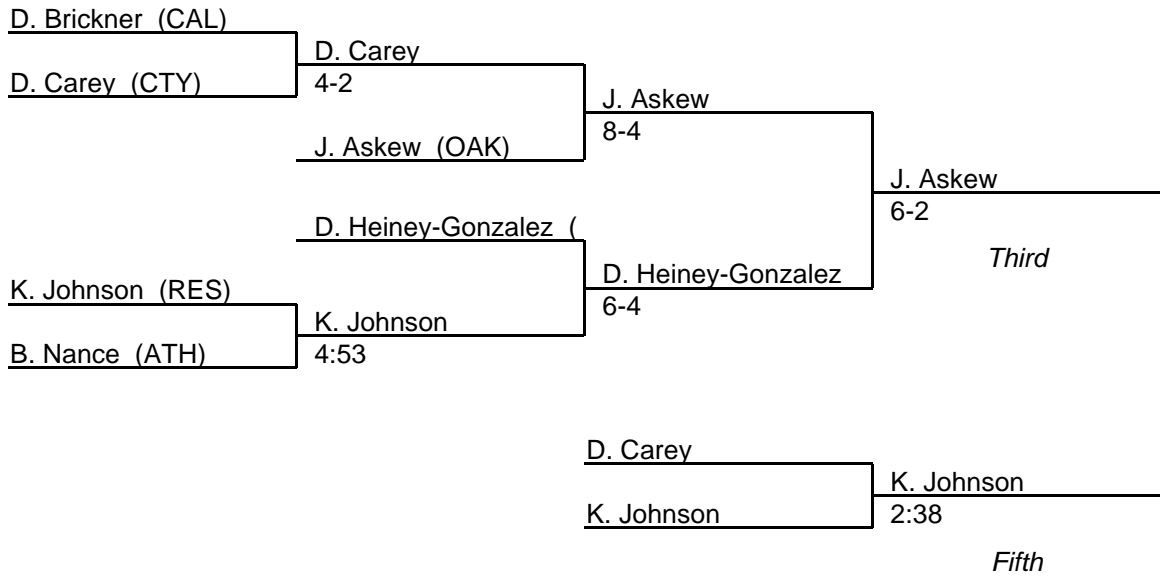 D. Brickner (CAL)
D. Carey
D. Carey (CTY)
4-2
J. Askew
8-4
J. Askew (OAK)
J. Askew
6-2
D. Heiney-Gonzalez (
Third
D. Heiney-Gonzalez
K. Johnson (RES)
6-4
K. Johnson
B. Nance (ATH)
4:53
D. Carey
K. Johnson
K. Johnson
2:38
Fifth